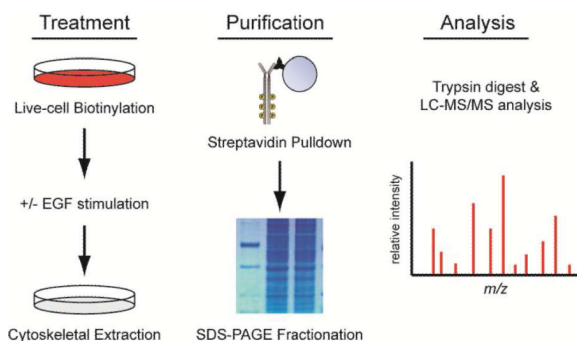 Treatment
Live-cell Biotinylation
+/- EGF stimulation
Cytoskeletal Extraction
Purification
Streptavidin Pulldown
SDS-PAGE Fractionation
Analysis
Trypsin digest &
LC-MS/MS analysis
relative intensity
m/z